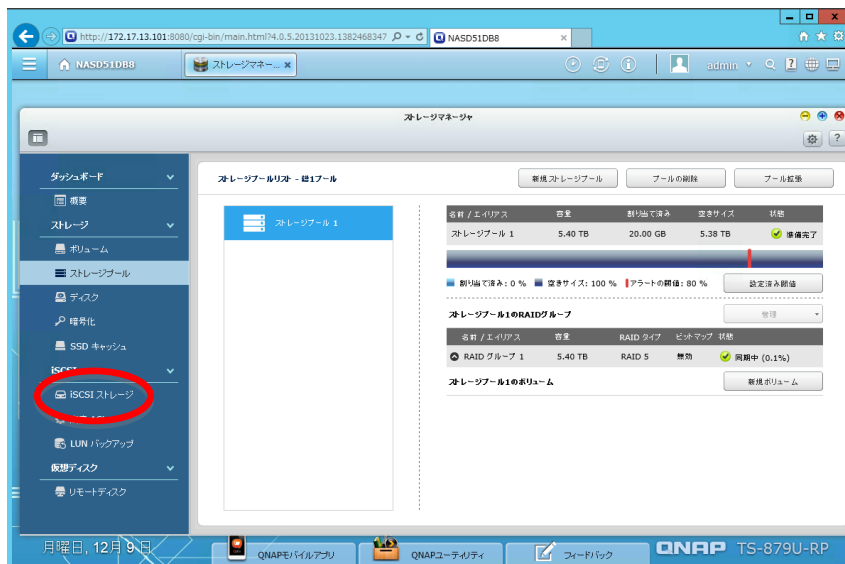 http://172.17.13.101:8080/cgi-bin/main.html?4.0.5.20131023.1382468347
NASD51DB8
NASD51DB8
ストレージマネー...
admin
ストレージマネージャ
ダッシュボード
概要
ストレージ
ボリューム
ストレージプール
ディスク
暗号化
SSD キャッシュ
iSCSI
iSCSI ストレージ
LUN バックアップ
仮想ディスク
リモートディスク
ストレージプールリスト - 総1プール
新規ストレージプール
プールの削除
プール拡張
ストレージプール 1
名前 / エイリアス 容量 割り当て済み 空きサイズ 状態
ストレージプール 1 5.40 TB 20.00 GB 5.38 TB 準備完了
割り当て済み: 0 % 空きサイズ: 100 % アラートの閾値: 80 %
設定済み閾値
ストレージプール1のRAIDグループ
管理
名前 / エイリアス 容量 RAID タイプ ビットマップ 状態
RAID グループ 1 5.40 TB RAID 5 無効 同期中 (0.1%)
ストレージプール1のボリューム
新規ボリューム
月曜日, 12月 9 日
QNAPモバイルアプリ
QNAPユーティリティ
フィードバック
QNAP TS-879U-RP